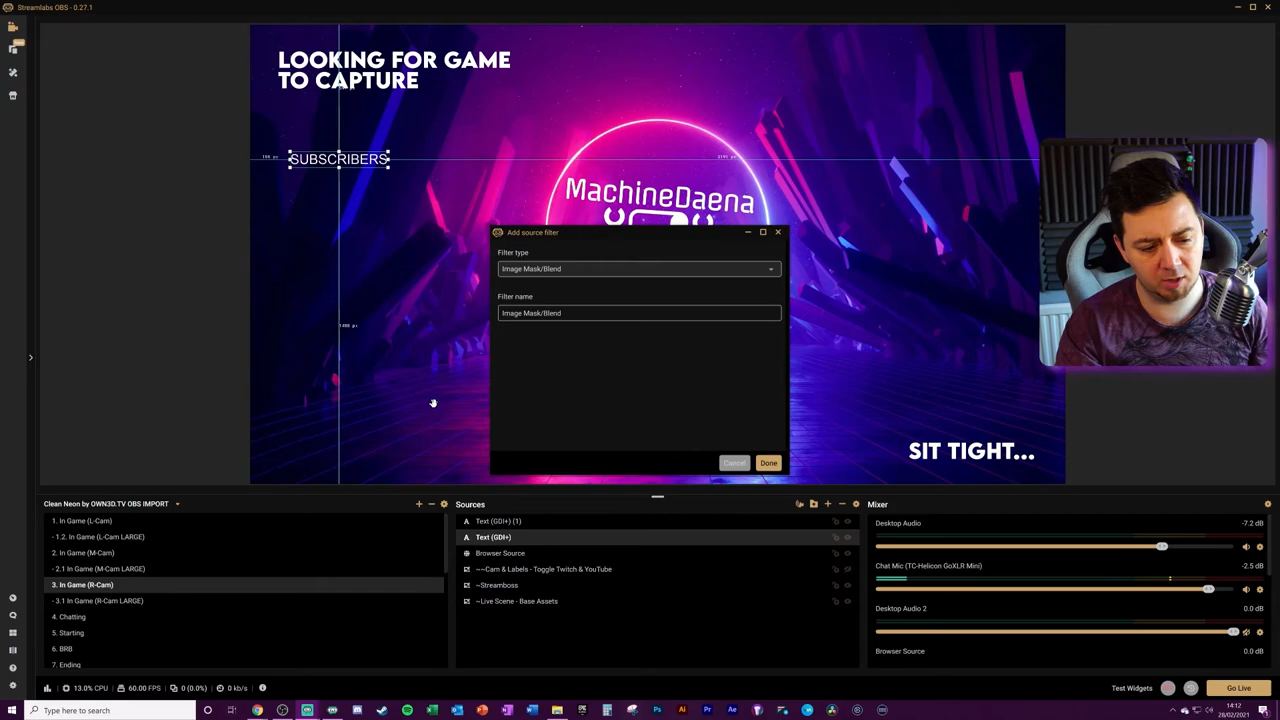 Streamlabs OBS - 0.27.1
LOOKING FOR GAME
TO CAPTURE
SUBSCRIBERS
MachineDaena
Add source filter
Filter type
Image Mask/Blend
Filter name
Image Mask/Blend
Cancel
Done
SIT TIGHT...
Clean Neon by OWN3D.TV OBS IMPORT
1. In Game (L-Cam)
- 1.2. In Game (L-Cam LARGE)
2. In Game (M-Cam)
- 2.1 In Game (M-Cam LARGE)
3. In Game (R-Cam)
- 3.1 In Game (R-Cam LARGE)
4. Chatting
5. Starting
6. BRB
7. Ending
Sources
Text (GDI+) (1)
Text (GDI+)
Browser Source
~~Cam & Labels - Toggle Twitch & YouTube
~Streamboss
~Live Scene - Base Assets
Mixer
Desktop Audio
-7.2 dB
Chat Mic (TC-Helicon GoXLR Mini)
-2.5 dB
Desktop Audio 2
0.0 dB
Browser Source
0.0 dB
13.0% CPU
60.00 FPS
0 (0.0%)
0 kb/s
Test Widgets
Go Live
Type here to search
14:12
28/02/2021